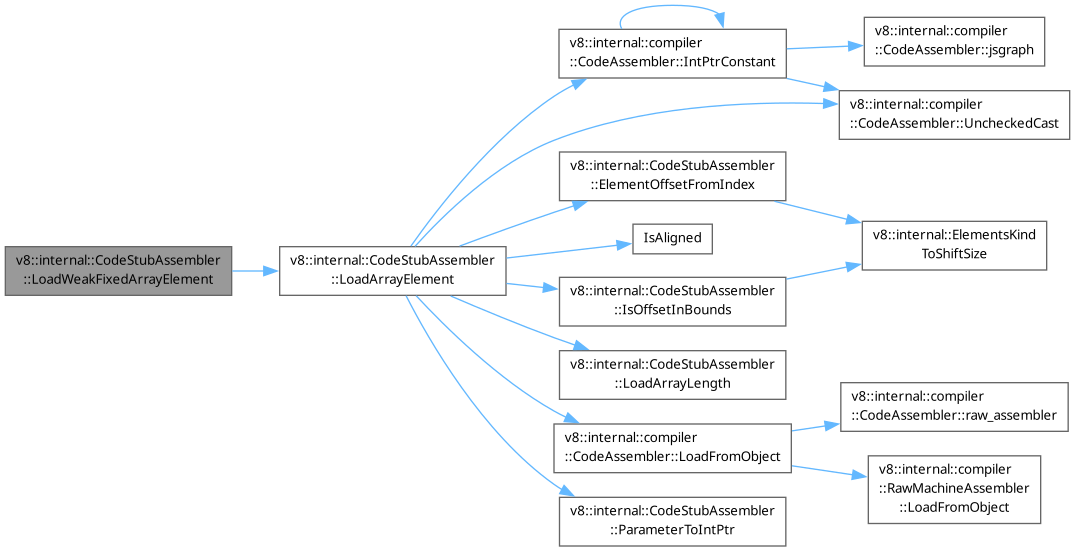 v8::internal::CodeStubAssembler
::LoadWeakFixedArrayElement
v8::internal::CodeStubAssembler
::LoadArrayElement
v8::internal::compiler
::CodeAssembler::IntPtrConstant
v8::internal::compiler
::CodeAssembler::jsgraph
v8::internal::compiler
::CodeAssembler::UncheckedCast
v8::internal::CodeStubAssembler
::ElementOffsetFromIndex
v8::internal::ElementsKind
ToShiftSize
IsAligned
v8::internal::CodeStubAssembler
::IsOffsetInBounds
v8::internal::CodeStubAssembler
::LoadArrayLength
v8::internal::compiler
::CodeAssembler::LoadFromObject
v8::internal::compiler
::CodeAssembler::raw_assembler
v8::internal::compiler
::RawMachineAssembler
::LoadFromObject
v8::internal::CodeStubAssembler
::ParameterToIntPtr